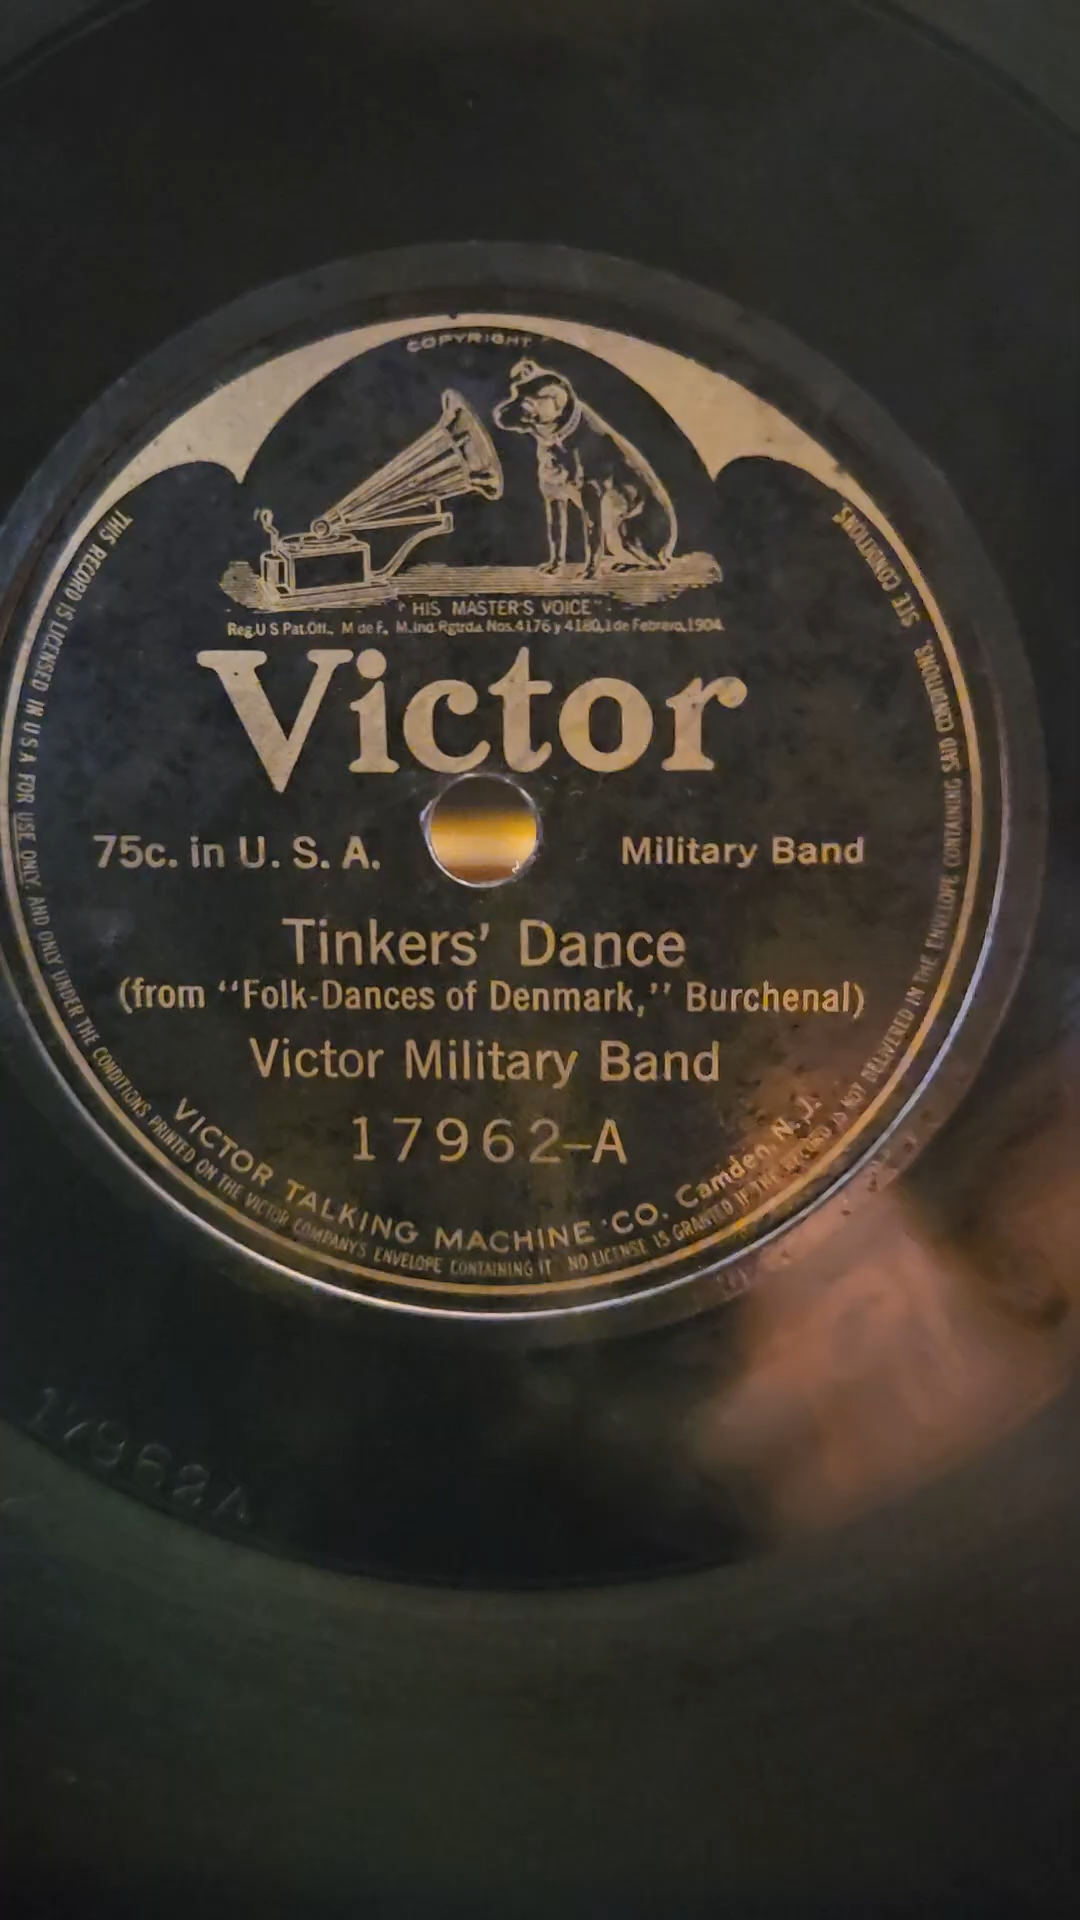 COPYRIGHT
"HIS MASTER'S VOICE"
Reg. U S Pat. Off., M de F, M. Ind. Rgtrda. Nos. 4176 y 4180, 1 de Febrero, 1904
Victor
75c. in U. S. A.
Military Band
Tinkers' Dance
(from "Folk-Dances of Denmark," Burchenal)
Victor Military Band
17962-A
VICTOR TALKING MACHINE CO. Camden, N. J.
THIS RECORD IS LICENSED IN U S A FOR USE ONLY, AND ONLY UNDER THE CONDITIONS PRINTED ON THE VICTOR COMPANY'S ENVELOPE CONTAINING IT NO LICENSE IS GRANTED IF THE RECORD IS NOT DELIVERED IN THE ENVELOPE CONTAINING SAID CONDITIONS. SEE CONDITIONS
17962A